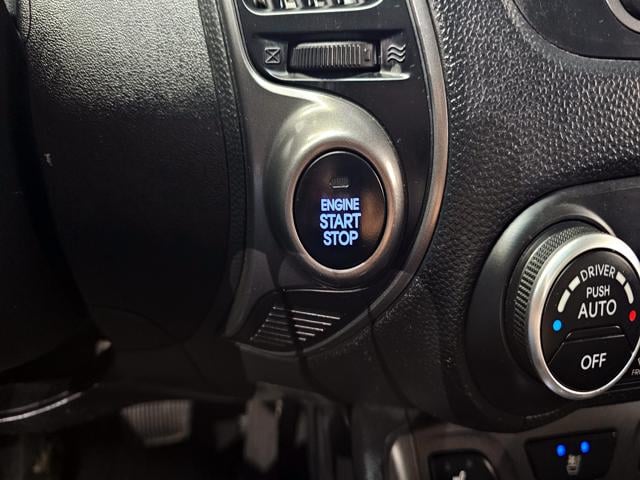 ENGINE
START
STOP
DRIVER
PUSH
AUTO
OFF